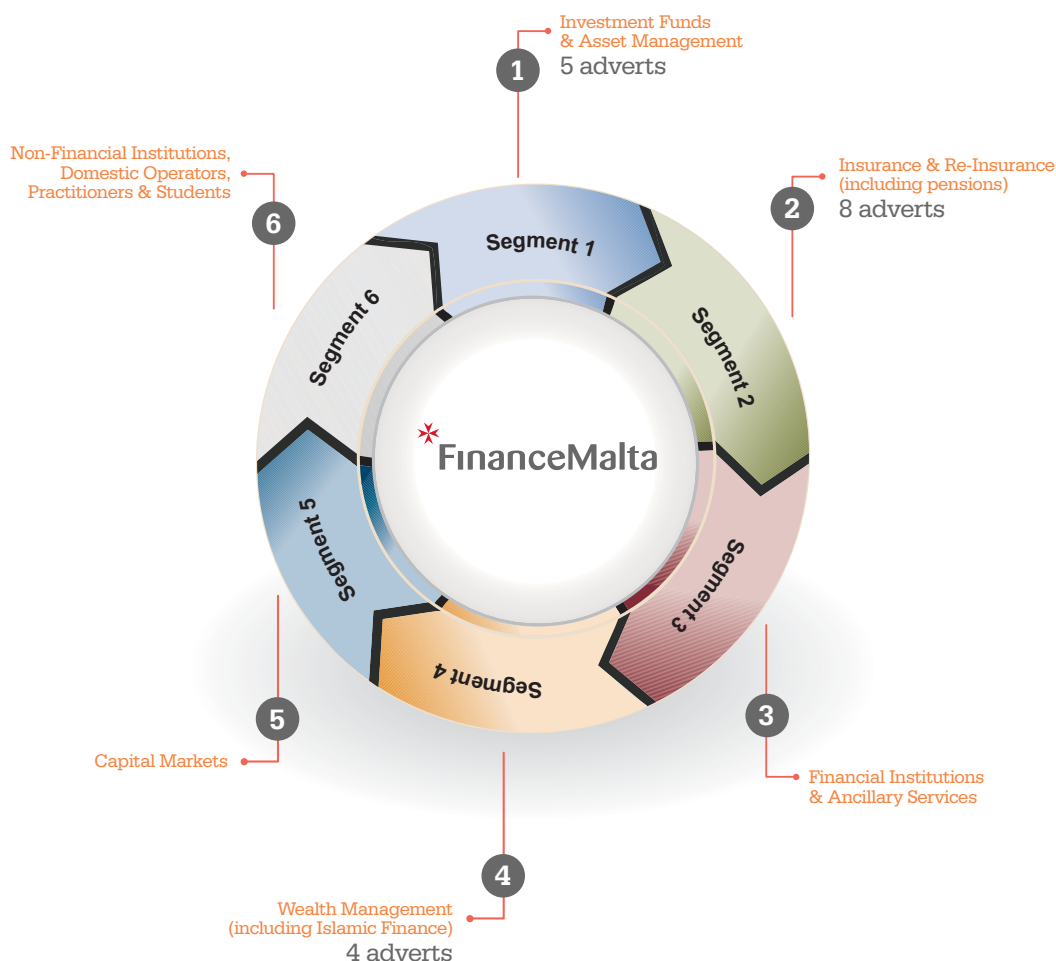 1
Investment Funds
& Asset Management
5 adverts
2
Insurance & Re-Insurance
(including pensions)
8 adverts
3
Financial Institutions
& Ancillary Services
4
Wealth Management
(including Islamic Finance)
4 adverts
5
Capital Markets
6
Non-Financial Institutions,
Domestic Operators,
Practitioners & Students
Segment 1
Segment 2
Segment 3
Segment 4
Segment 5
Segment 6
FinanceMalta